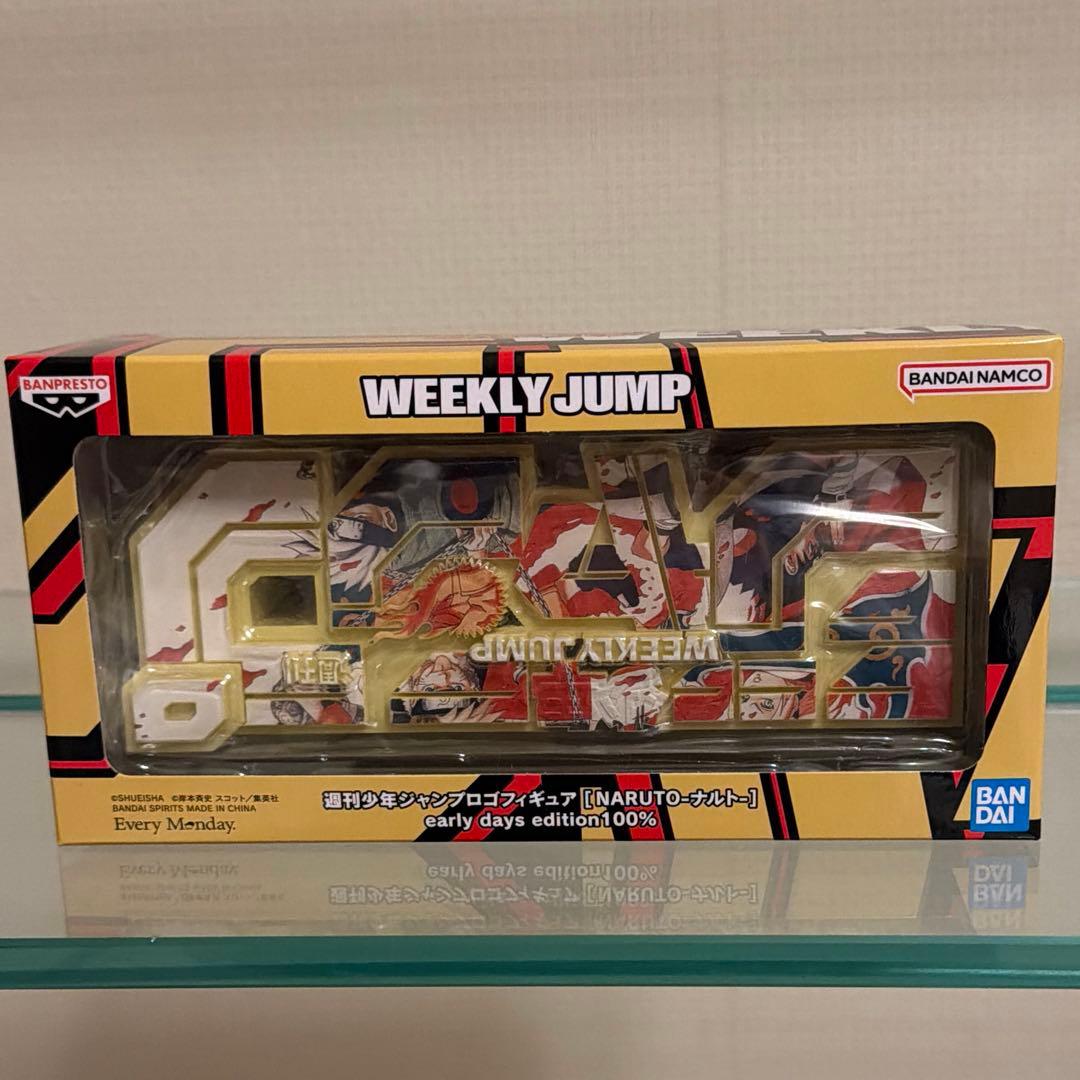 BANPRESTO
WEEKLY JUMP
BANDAI NAMCO
WEEKLY JUMP
週刊
©SHUEISHA ©岸本斉史 スコット／集英社
BANDAI SPIRITS MADE IN CHINA
Every Monday.
週刊少年ジャンプロゴフィギュア [NARUTO-ナルト-]
early days edition100%
BAN
DAI